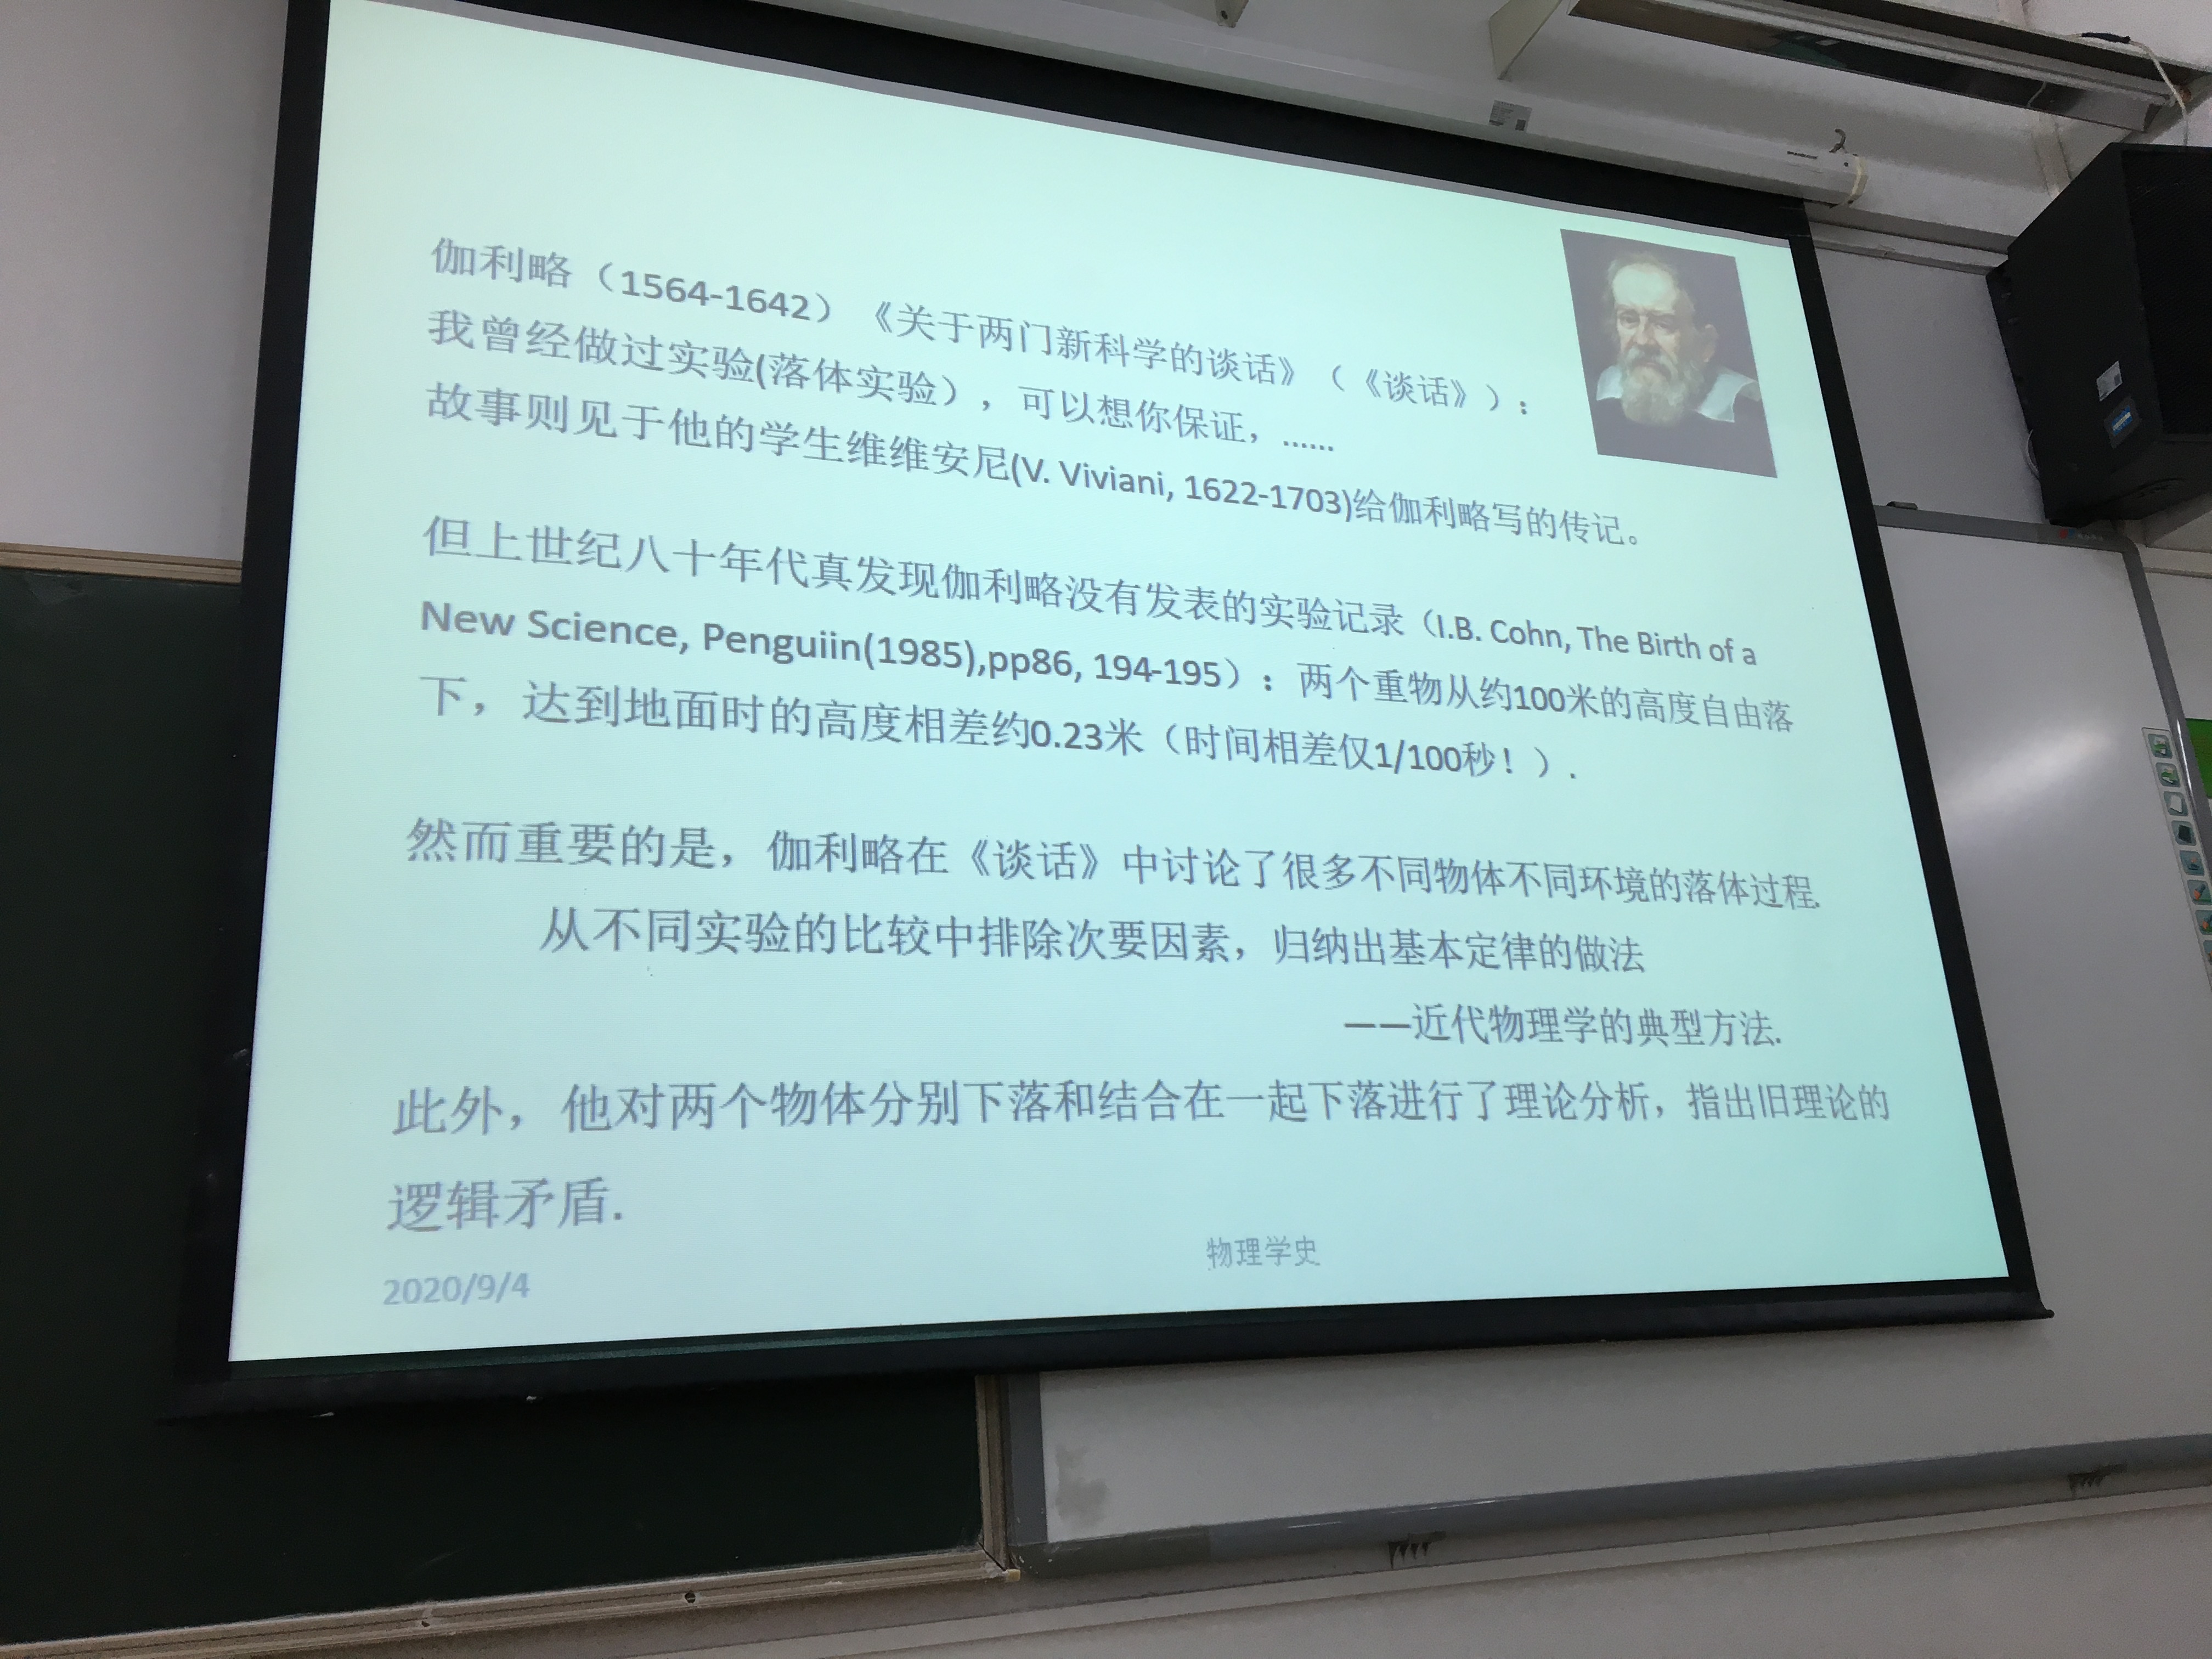 伽利略（1564-1642）《关于两门新科学的谈话》（《谈话》）:
我曾经做过实验(落体实验），可以想你保证，......
故事则见于他的学生维维安尼(V. Viviani, 1622-1703)给伽利略写的传记。
但上世纪八十年代真发现伽利略没有发表的实验记录（I.B. Cohn, The Birth of a
New Science, Penguiin(1985),pp86, 194-195）: 两个重物从约100米的高度自由落
下，达到地面时的高度相差约0.23米（时间相差仅1/100秒！）.
然而重要的是，伽利略在《谈话》中讨论了很多不同物体不同环境的落体过程.
从不同实验的比较中排除次要因素，归纳出基本定律的做法
——近代物理学的典型方法.
此外，他对两个物体分别下落和结合在一起下落进行了理论分析，指出旧理论的
逻辑矛盾.
物理学史
2020/9/4